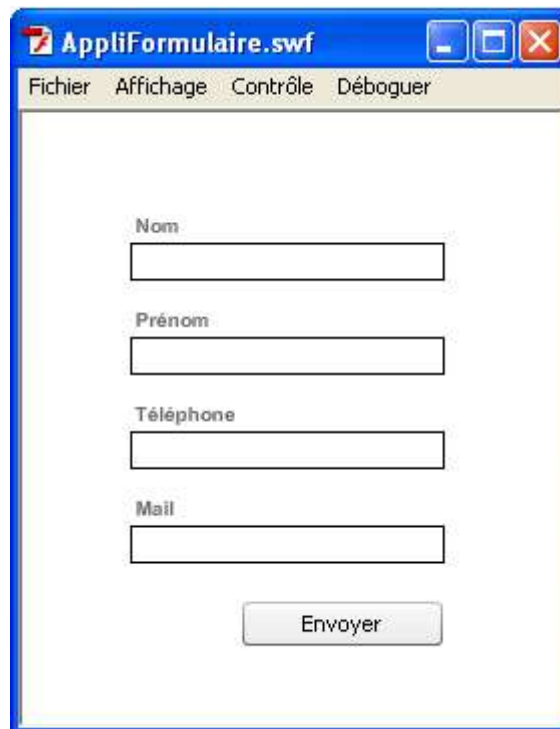 AppliFormulaire.swf
Fichier Affichage Contrôle Déboguer
Nom
Prénom
Téléphone
Mail
Envoyer